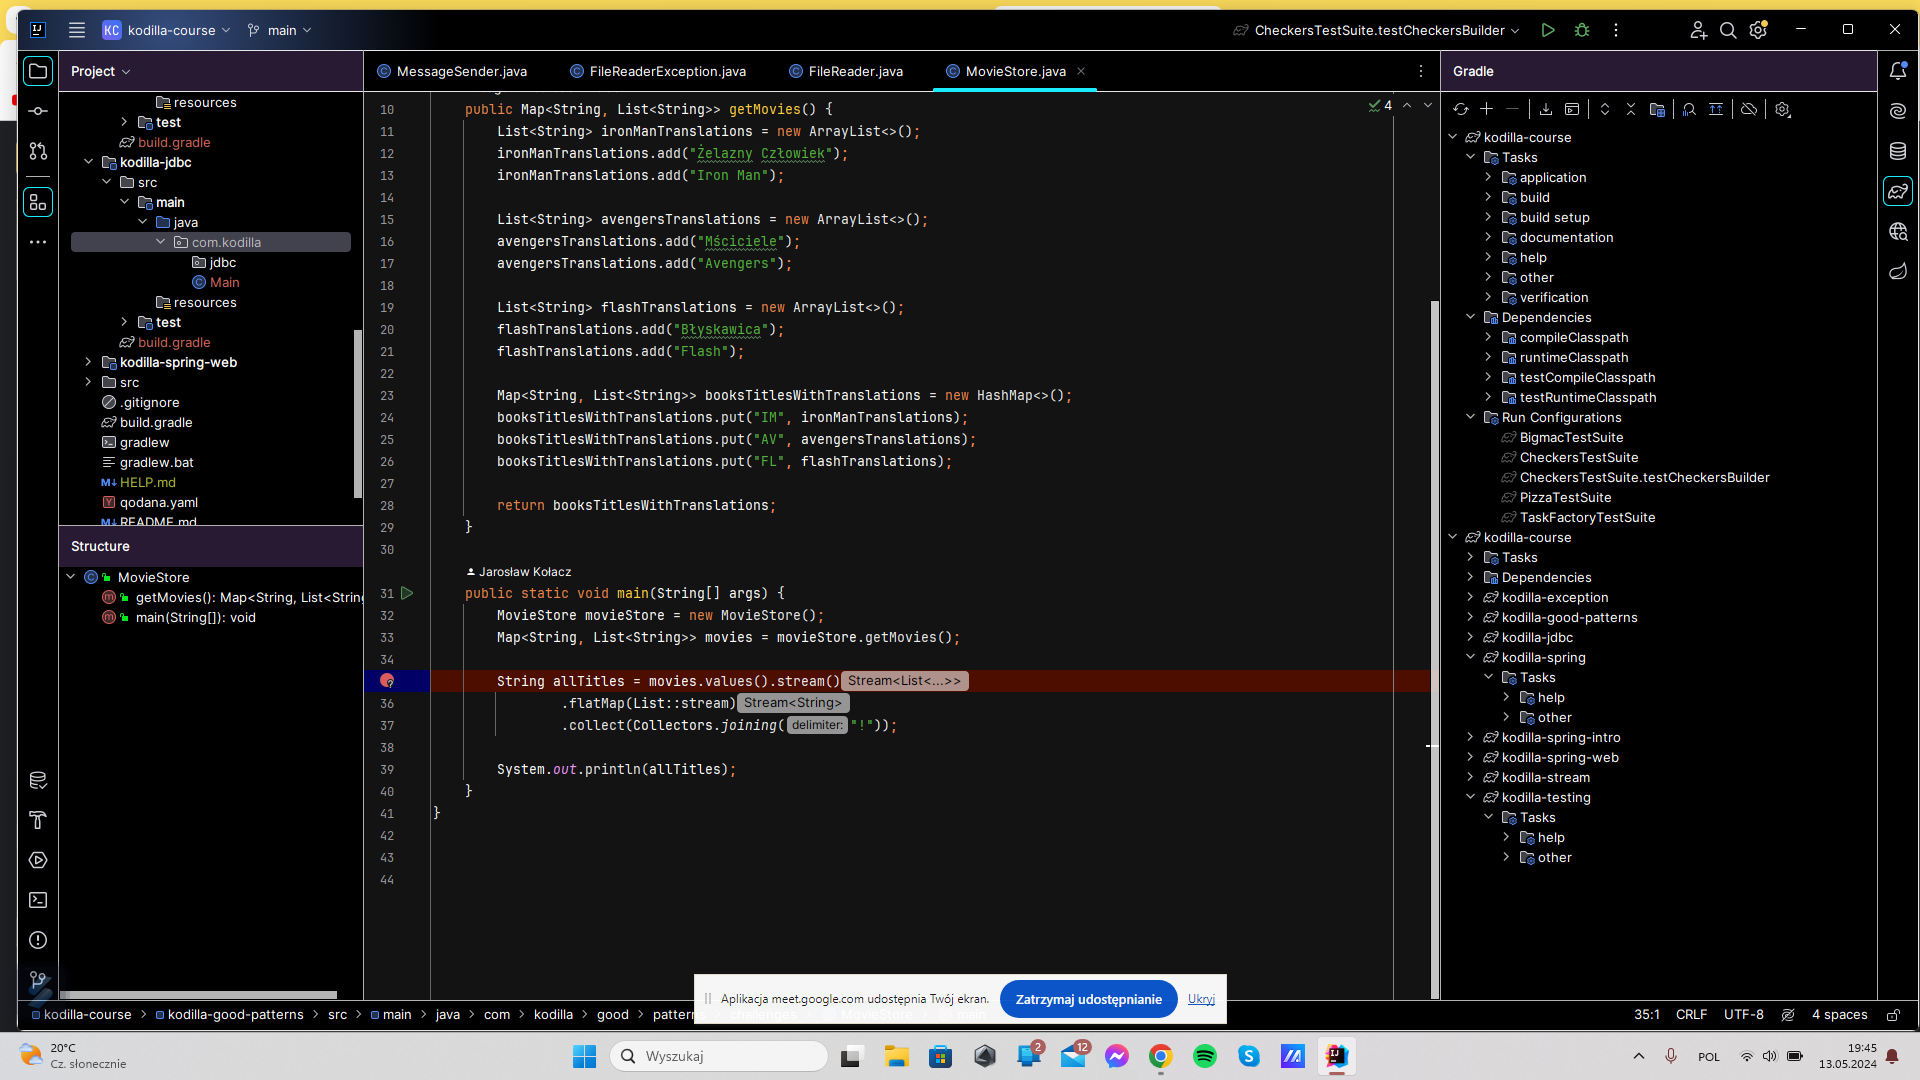 KC kodilla-course
main
CheckersTestSuite.testCheckersBuilder
Project
MessageSender.java
FileReaderException.java
FileReader.java
MovieStore.java
Gradle
resources
test
build.gradle
kodilla-jdbc
src
main
java
com.kodilla
jdbc
Main
resources
test
build.gradle
kodilla-spring-web
src
.gitignore
build.gradle
gradlew
gradlew.bat
HELP.md
qodana.yaml
README.md
Structure
MovieStore
getMovies(): Map<String, List<String
main(String[]): void
4
10 public Map<String, List<String>> getMovies() {
11 List<String> ironManTranslations = new ArrayList<>();
12 ironManTranslations.add("Żelazny Człowiek");
13 ironManTranslations.add("Iron Man");
14
15 List<String> avengersTranslations = new ArrayList<>();
16 avengersTranslations.add("Mściciele");
17 avengersTranslations.add("Avengers");
18
19 List<String> flashTranslations = new ArrayList<>();
20 flashTranslations.add("Błyskawica");
21 flashTranslations.add("Flash");
22
23 Map<String, List<String>> booksTitlesWithTranslations = new HashMap<>();
24 booksTitlesWithTranslations.put("IM", ironManTranslations);
25 booksTitlesWithTranslations.put("AV", avengersTranslations);
26 booksTitlesWithTranslations.put("FL", flashTranslations);
27
28 return booksTitlesWithTranslations;
29 }
30
Jarosław Kołacz
31 public static void main(String[] args) {
32 MovieStore movieStore = new MovieStore();
33 Map<String, List<String>> movies = movieStore.getMovies();
34
String allTitles = movies.values().stream() Stream<List<...>>
36 .flatMap(List::stream) Stream<String>
37 .collect(Collectors.joining( delimiter: "!"));
38
39 System.out.println(allTitles);
40 }
41 }
42
43
44
kodilla-course
Tasks
application
build
build setup
documentation
help
other
verification
Dependencies
compileClasspath
runtimeClasspath
testCompileClasspath
testRuntimeClasspath
Run Configurations
BigmacTestSuite
CheckersTestSuite
CheckersTestSuite.testCheckersBuilder
PizzaTestSuite
TaskFactoryTestSuite
kodilla-course
Tasks
Dependencies
kodilla-exception
kodilla-good-patterns
kodilla-jdbc
kodilla-spring
Tasks
help
other
kodilla-spring-intro
kodilla-spring-web
kodilla-stream
kodilla-testing
Tasks
help
other
Aplikacja meet.google.com udostępnia Twój ekran.
Zatrzymaj udostępnianie
Ukryj
kodilla-course > kodilla-good-patterns > src > main > java > com > kodilla > good > patterns
35:1 CRLF UTF-8 4 spaces
20°C
Cz. słonecznie
Wyszukaj
2
12
POL
19:45
13.05.2024